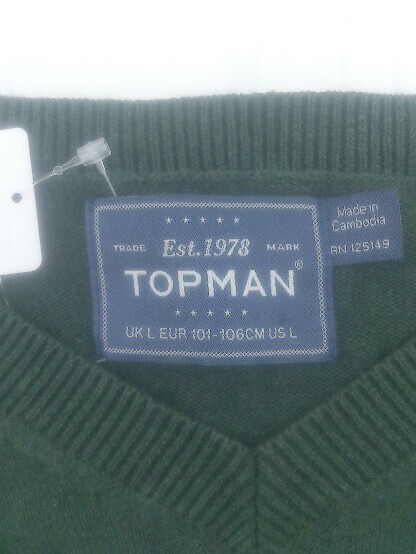 TRADE Est.1978 MARK
TOPMAN®
UK L EUR 101-106CM US L
Made in
Cambodia
RN 125149